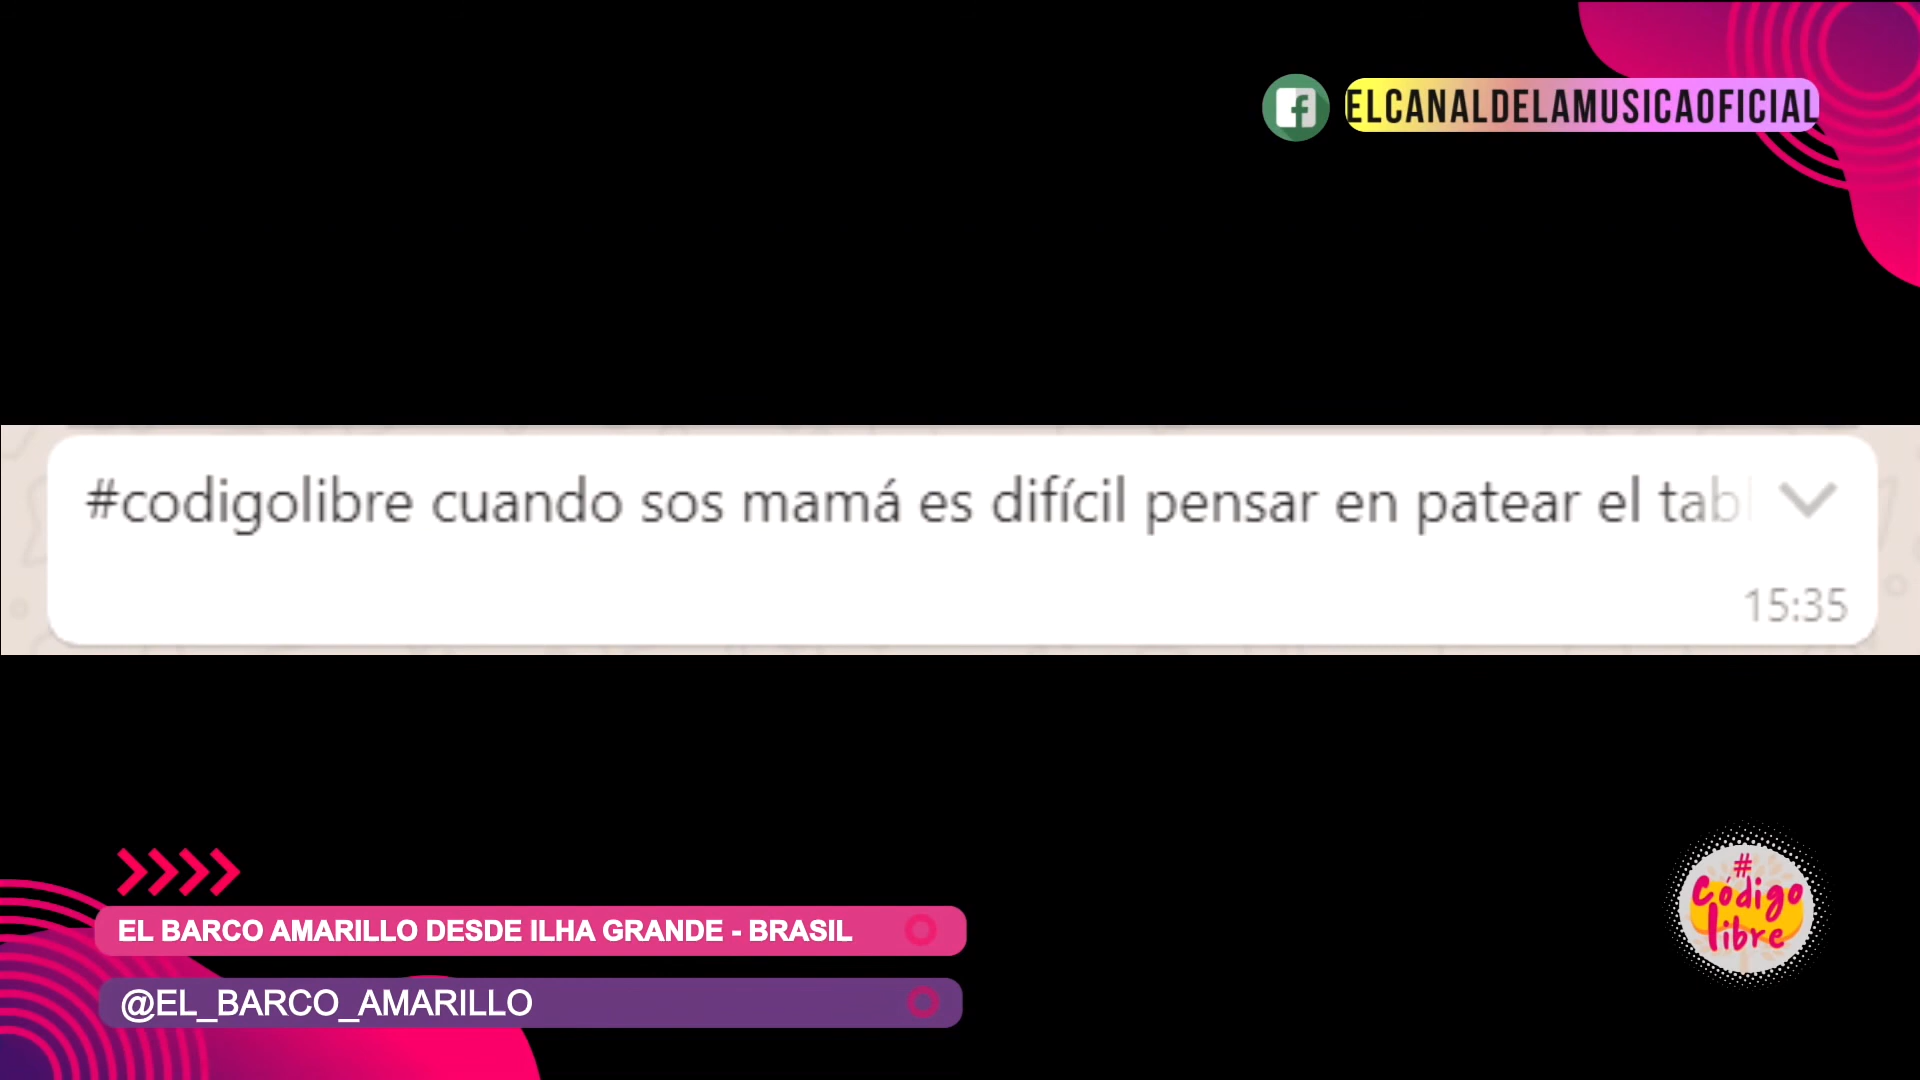 ELCANALDELAMUSICAOFICIAL
#codigolibre cuando sos mamá es difícil pensar en patear el
15:35
EL BARCO AMARILLO DESDE ILHA GRANDE - BRASIL
@EL_BARCO_AMARILLO
#
Código
libre